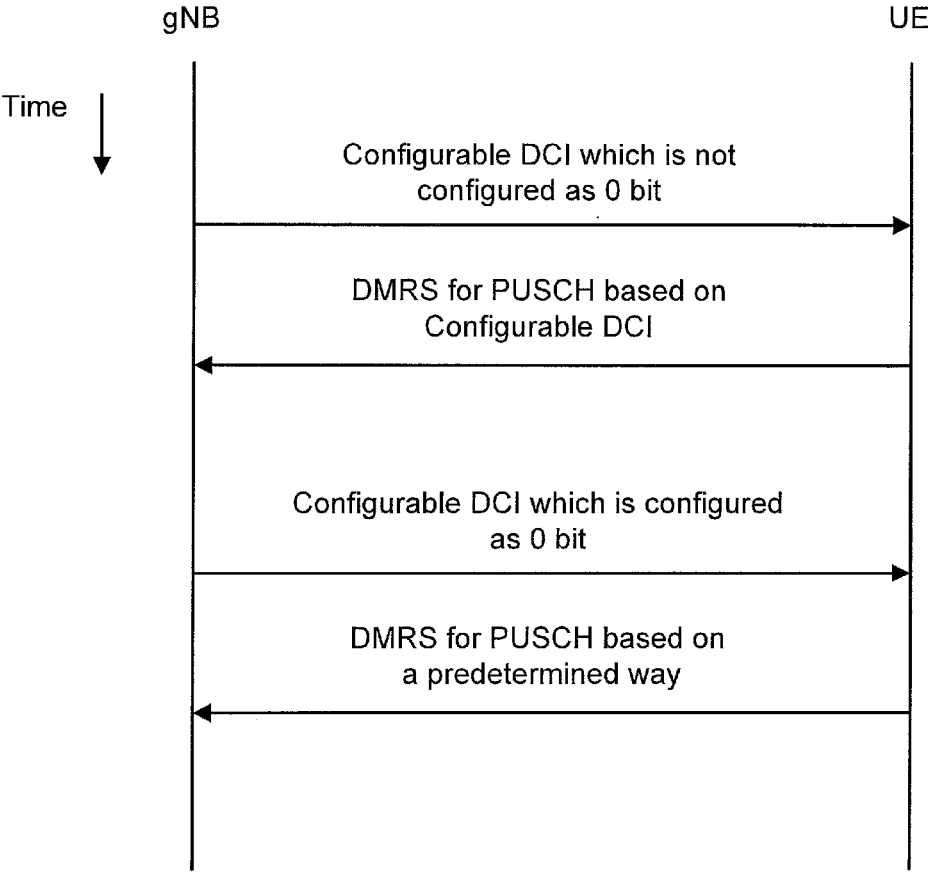 gNB
UE
Time
Configurable DCI which is not
configured as 0 bit
DMRS for PUSCH based on
Configurable DCI
Configurable DCI which is configured
as 0 bit
DMRS for PUSCH based on
a predetermined way